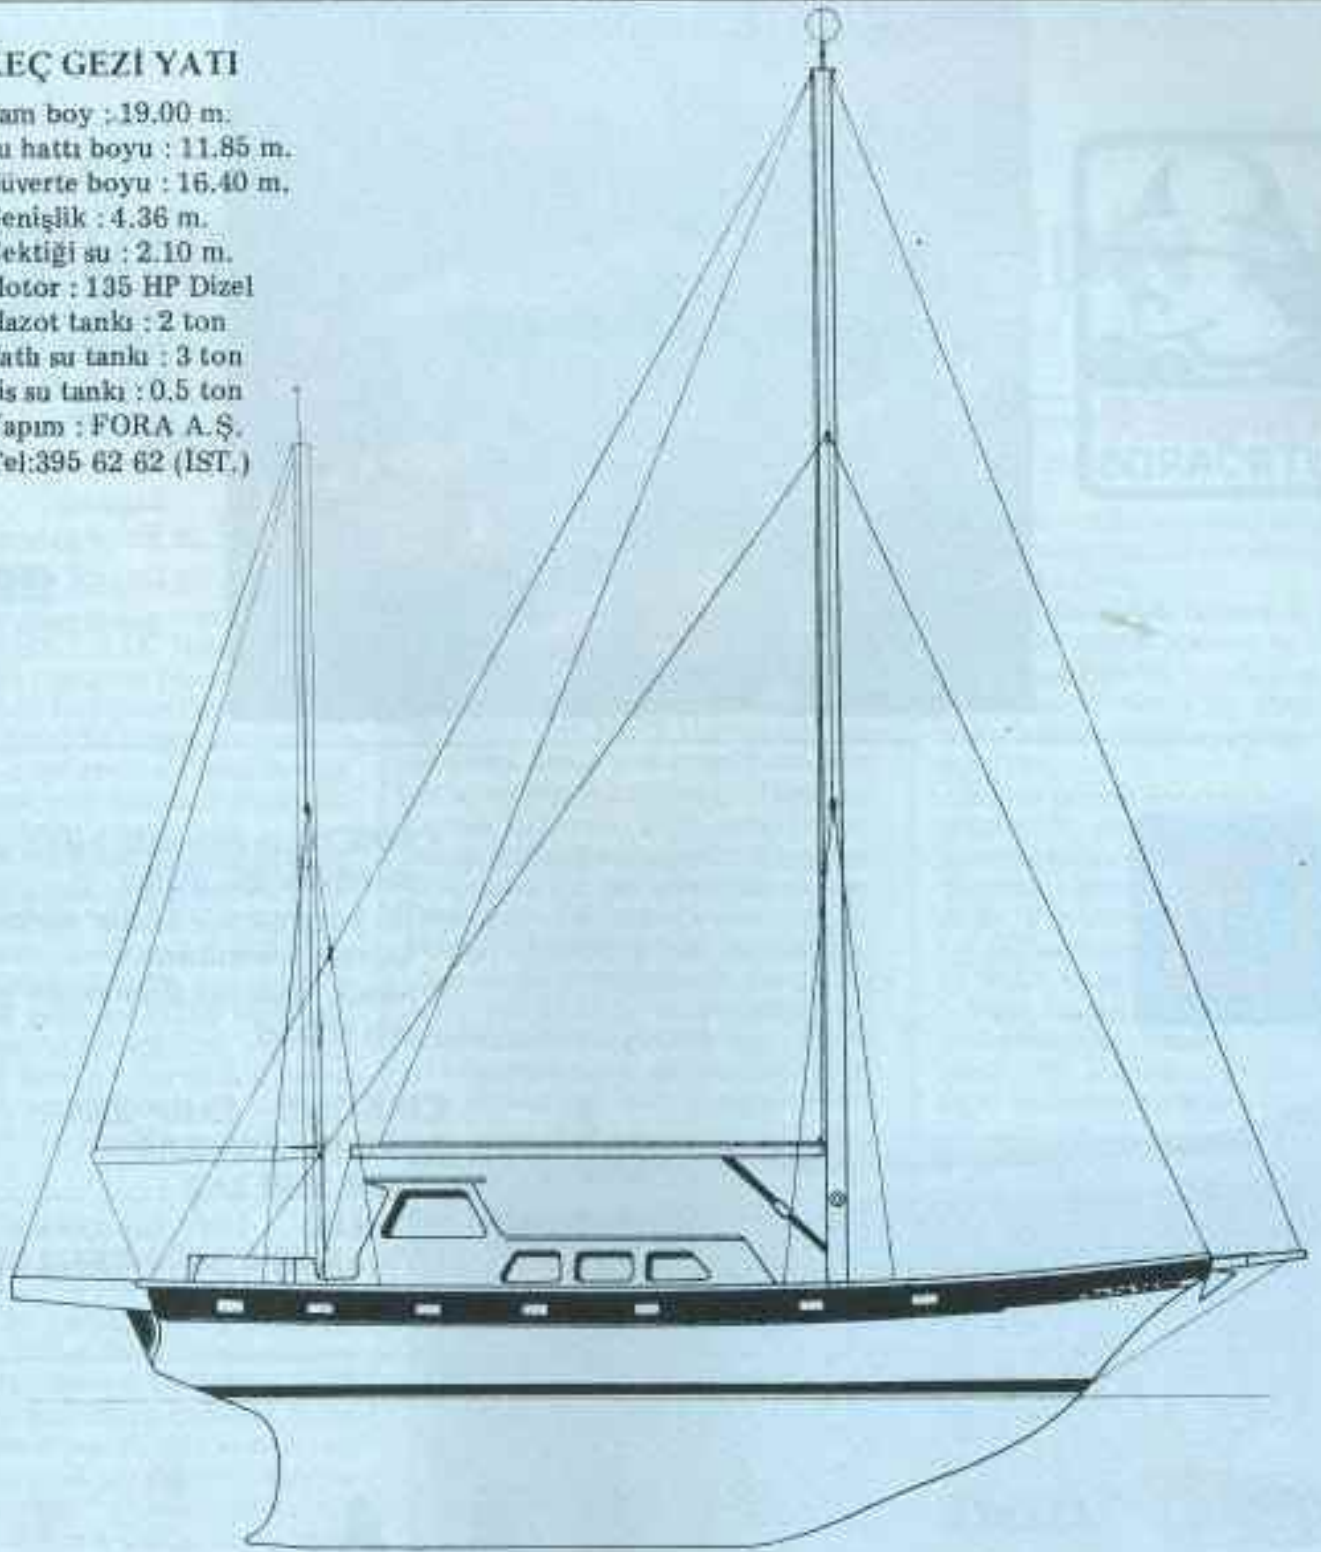 EÇ GEZİ YATI
am boy : 19.00 m.
u hattı boyu : 11.85 m.
üverte boyu : 16.40 m.
enişlik : 4.36 m.
ektiği su : 2.10 m.
otor : 135 HP Dizel
azot tankı : 2 ton
atlı su tankı : 3 ton
is su tankı : 0.5 ton
apım : FORA A.Ş.
el:395 62 62 (İST.)